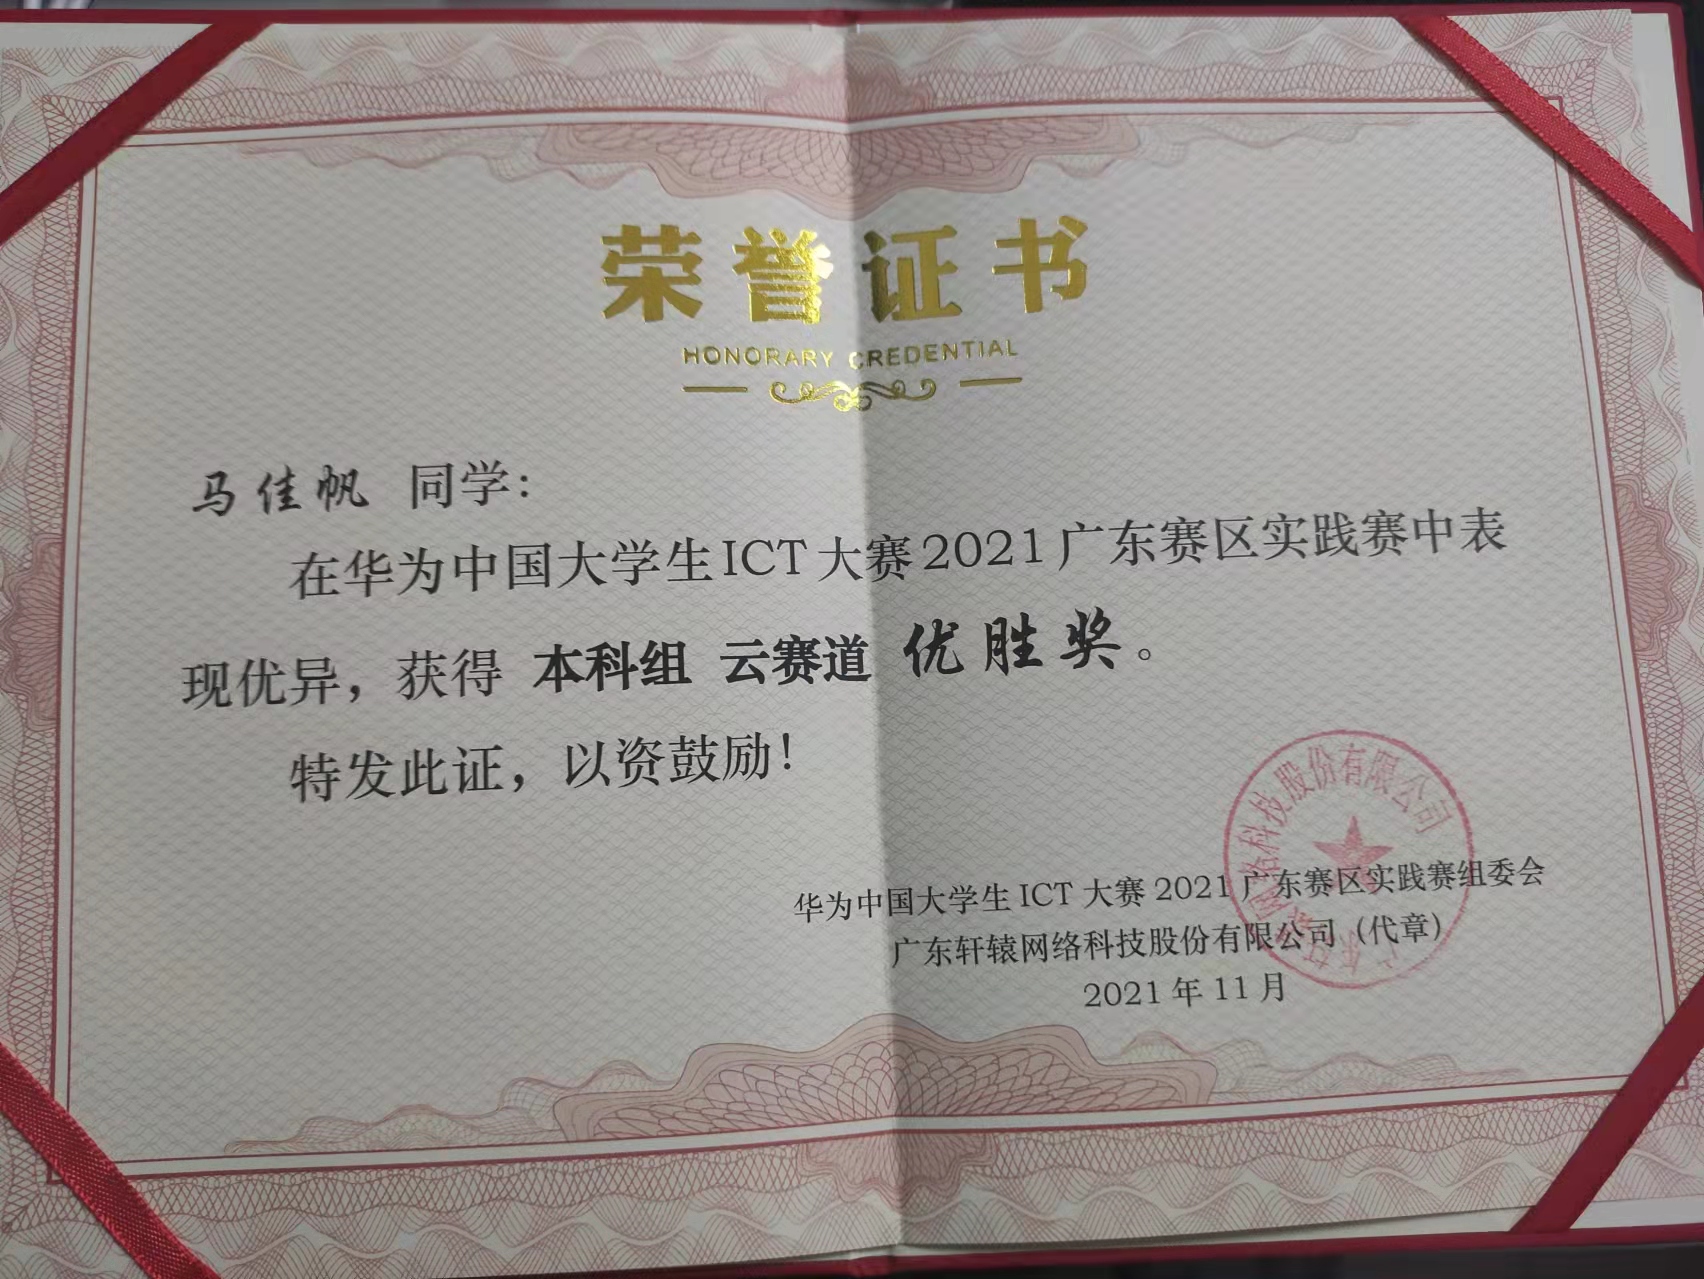 荣誉证书
HONORARY CREDENTIAL
马佳帆 同学:
在华为中国大学生ICT大赛2021广东赛区实践赛中表
现优异，获得 本科组 云赛道 优胜奖。
特发此证，以资鼓励!
华为中国大学生ICT大赛2021广东赛区实践赛组委会
广东轩辕网络科技股份有限公司（代章）
2021年11月
广东轩辕网络科技股份有限公司